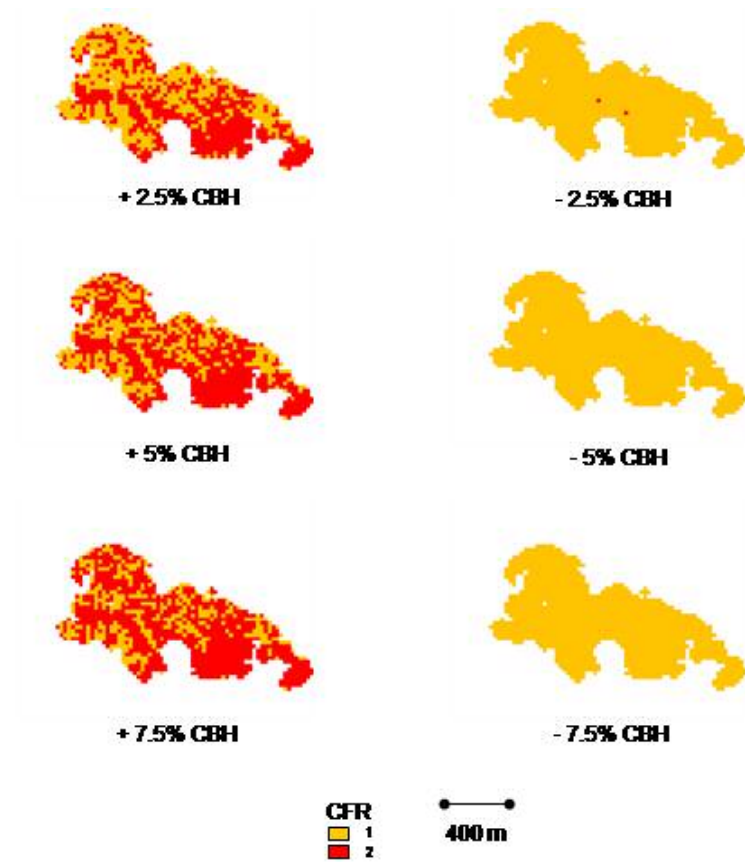 + 2.5% CBH
- 2.5% CBH
+ 5% CBH
- 5% CBH
+ 7.5% CBH
- 7.5% CBH
CFR
1
2
400 m